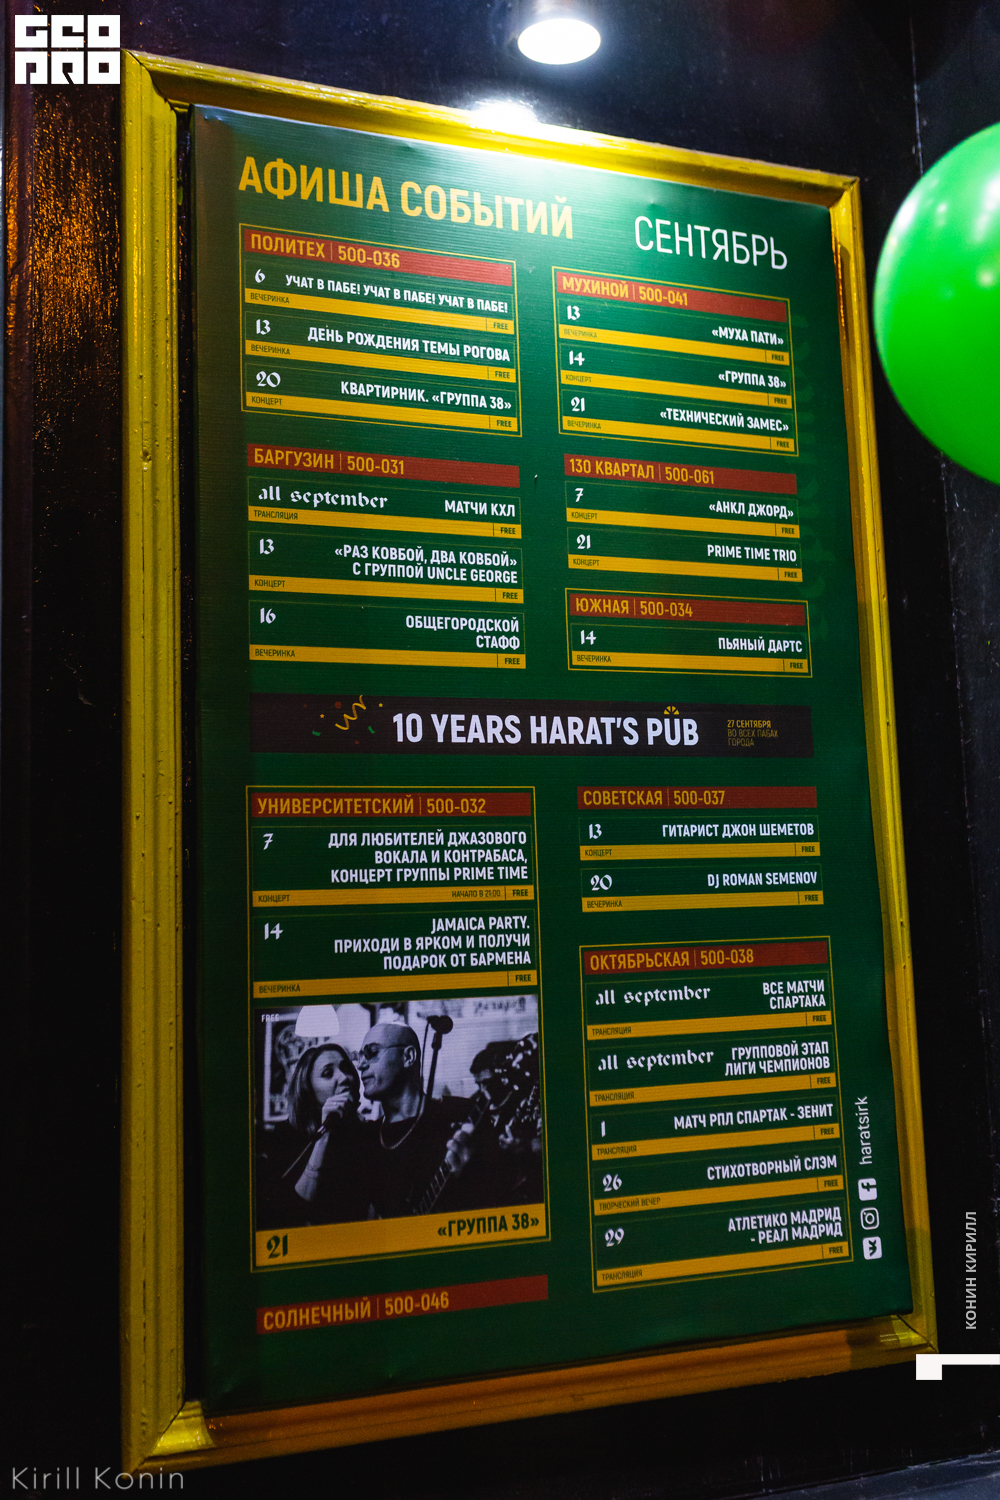 GEO
PRO
АФИША СОБЫТИЙ
СЕНТЯБРЬ
ПОЛИТЕХ | 500-036
6 УЧАТ В ПАБЕ! УЧАТ В ПАБЕ! УЧАТ В ПАБЕ!
ВЕЧЕРИНКА FREE
13 ДЕНЬ РОЖДЕНИЯ ТЕМЫ РОГОВА
ВЕЧЕРИНКА FREE
20 КВАРТИРНИК. «ГРУППА 38»
КОНЦЕРТ FREE
БАРГУЗИН | 500-031
all september МАТЧИ КХЛ
ТРАНСЛЯЦИЯ FREE
13 «РАЗ КОВБОЙ, ДВА КОВБОЙ»
С ГРУППОЙ UNCLE GEORGE
КОНЦЕРТ FREE
16 ОБЩЕГОРОДСКОЙ
СТАФФ
ВЕЧЕРИНКА FREE
МУХИНОЙ | 500-041
13 «МУХА ПАТИ»
ВЕЧЕРИНКА FREE
14 «ГРУППА 38»
КОНЦЕРТ FREE
21 «ТЕХНИЧЕСКИЙ ЗАМЕС»
ВЕЧЕРИНКА FREE
130 КВАРТАЛ | 500-061
7 «АНКЛ ДЖОРД»
КОНЦЕРТ FREE
21 PRIME TIME TRIO
КОНЦЕРТ FREE
ЮЖНАЯ | 500-034
14 ПЬЯНЫЙ ДАРТС
ВЕЧЕРИНКА FREE
10 YEARS HARAT'S PUB
27 СЕНТЯБРЯ
ВО ВСЕХ ПАБАХ
ГОРОДА
УНИВЕРСИТЕТСКИЙ | 500-032
7 ДЛЯ ЛЮБИТЕЛЕЙ ДЖАЗОВОГО
ВОКАЛА И КОНТРАБАСА,
КОНЦЕРТ ГРУППЫ PRIME TIME
КОНЦЕРТ НАЧАЛО В 21:00 FREE
14 JAMAICA PARTY.
ПРИХОДИ В ЯРКОМ И ПОЛУЧИ
ПОДАРОК ОТ БАРМЕНА
ВЕЧЕРИНКА FREE
FREE
21 «ГРУППА 38»
СОЛНЕЧНЫЙ | 500-046
СОВЕТСКАЯ | 500-037
13 ГИТАРИСТ ДЖОН ШЕМЕТОВ
КОНЦЕРТ FREE
20 DJ ROMAN SEMENOV
ВЕЧЕРИНКА FREE
ОКТЯБРЬСКАЯ | 500-038
all september ВСЕ МАТЧИ
СПАРТАКА
ТРАНСЛЯЦИЯ FREE
all september ГРУППОВОЙ ЭТАП
ЛИГИ ЧЕМПИОНОВ
ТРАНСЛЯЦИЯ FREE
1 МАТЧ РПЛ СПАРТАК - ЗЕНИТ
ТРАНСЛЯЦИЯ FREE
26 СТИХОТВОРНЫЙ СЛЭМ
ТВОРЧЕСКИЙ ВЕЧЕР FREE
29 АТЛЕТИКО МАДРИД
- РЕАЛ МАДРИД
ТРАНСЛЯЦИЯ FREE
haratsirk
КОНИН КИРИЛЛ
Kirill Konin